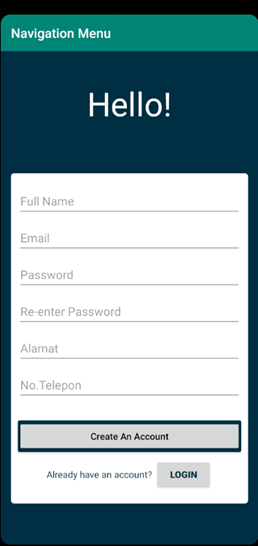 Navigation Menu
Hello!
Full Name
Email
Password
Re-enter Password
Alamat
No.Telepon
Create An Account
Already have an account? LOGIN